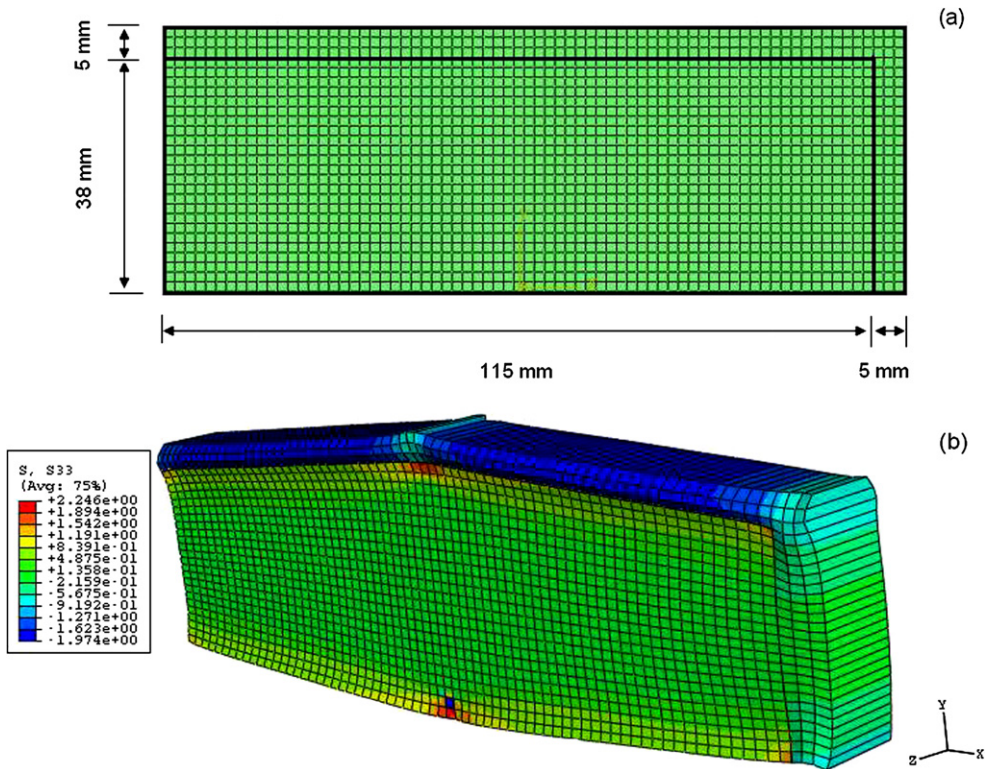 (a)
5 mm
38 mm
115 mm
5 mm
(b)
S, S33
(Avg: 75%)
+2.246e+00
+1.894e+00
+1.542e+00
+1.191e+00
+8.391e-01
+4.875e-01
+1.358e-01
-2.159e-01
-5.675e-01
-9.192e-01
-1.271e+00
-1.623e+00
-1.974e+00
Y
Z
X